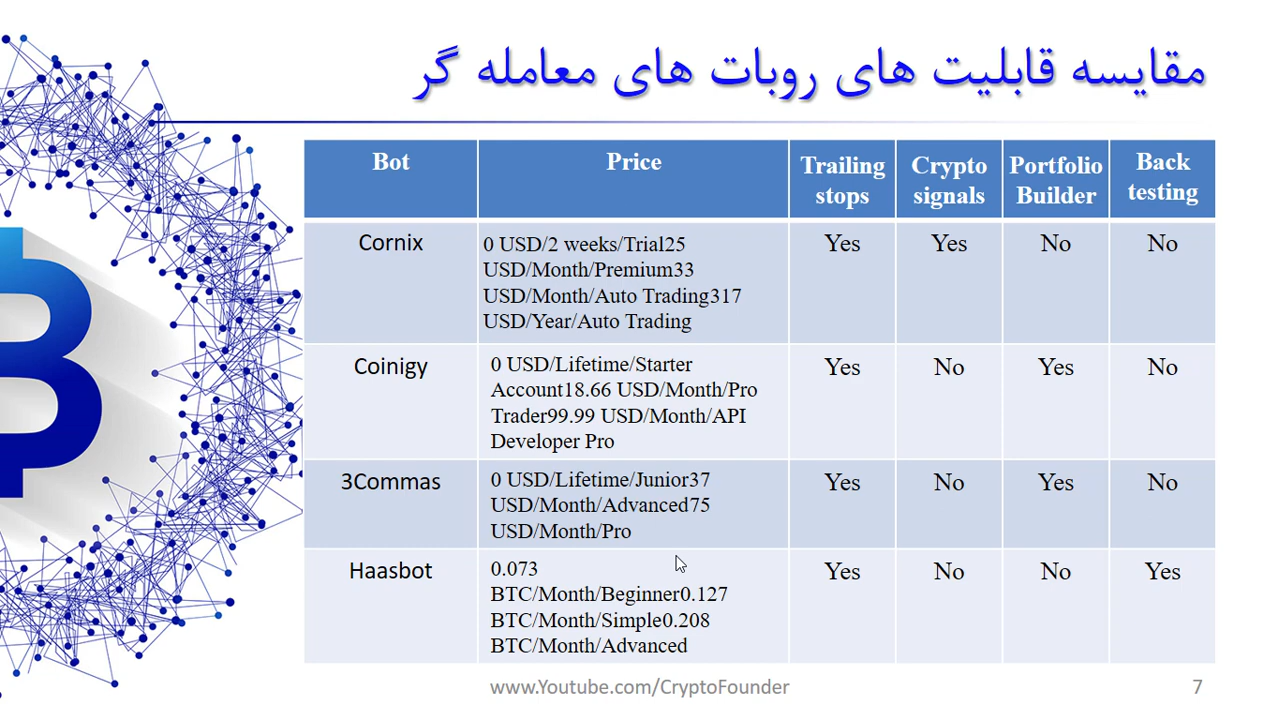 مقایسه قابلیت های روبات های معامله گر
Bot Price Trailing stops Crypto signals Portfolio Builder Back testing
Cornix
0 USD/2 weeks/Trial25
USD/Month/Premium33
USD/Month/Auto Trading317
USD/Year/Auto Trading
Yes Yes No No
Coinigy
0 USD/Lifetime/Starter
Account18.66 USD/Month/Pro
Trader99.99 USD/Month/API
Developer Pro
Yes No Yes No
3Commas
0 USD/Lifetime/Junior37
USD/Month/Advanced75
USD/Month/Pro
Yes No Yes No
Haasbot
0.073
BTC/Month/Beginner0.127
BTC/Month/Simple0.208
BTC/Month/Advanced
Yes No No Yes
www.Youtube.com/CryptoFounder
7